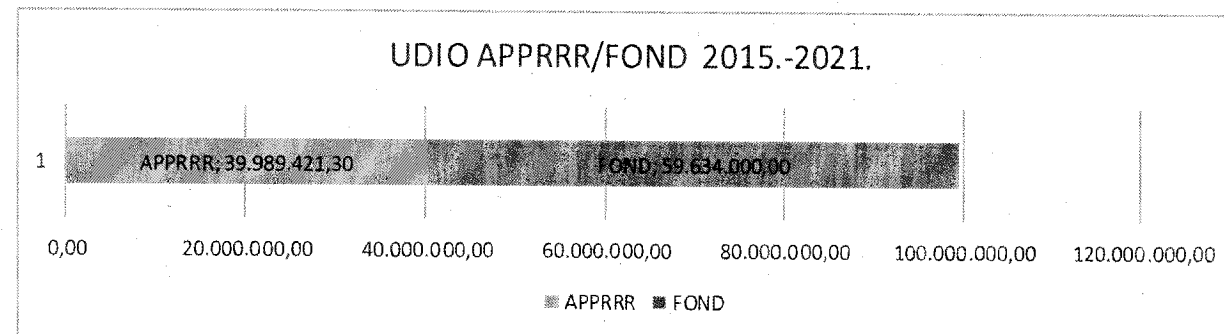 UDIO APPRRR/FOND 2015.-2021.
1
APPRRR; 39.989.421,30
FOND; 59.634.000,00
0,00 20.000.000,00 40.000.000,00 60.000.000,00 80.000.000,00 100.000.000,00 120.000.000,00
APPRRR FOND